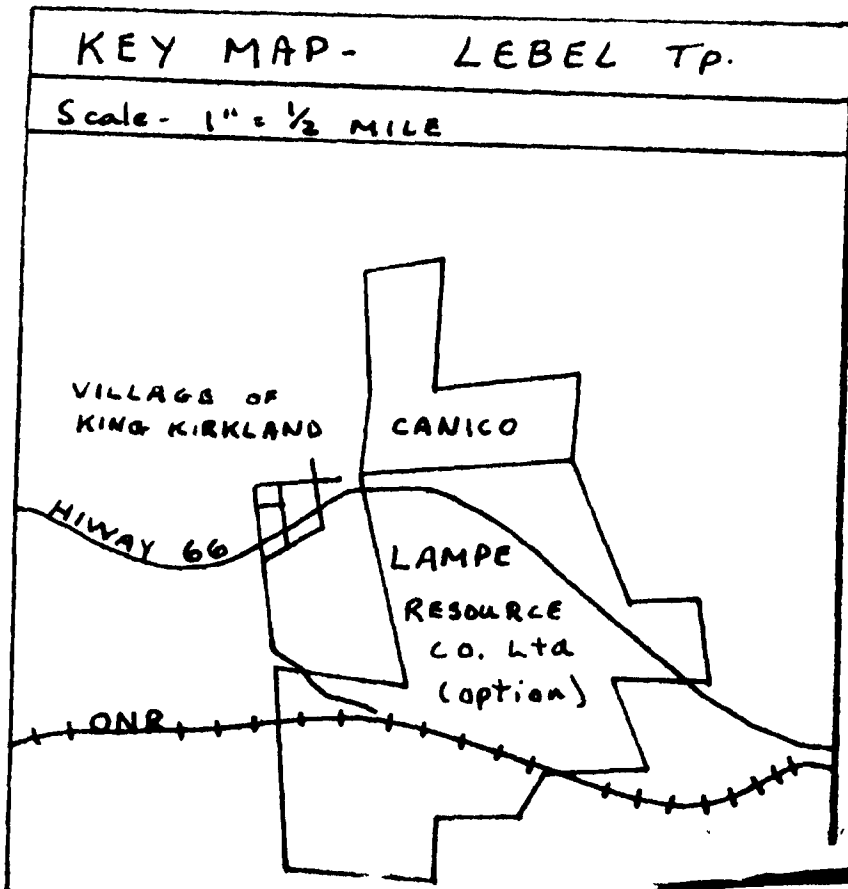 KEY MAP- LEBEL TP.
Scale- 1" = 1/2 MILE
VILLAGE OF
KING KIRKLAND
CANICO
HIWAY 66
LAMPE
RESOURCE
CO. Ltd
(option)
ONR